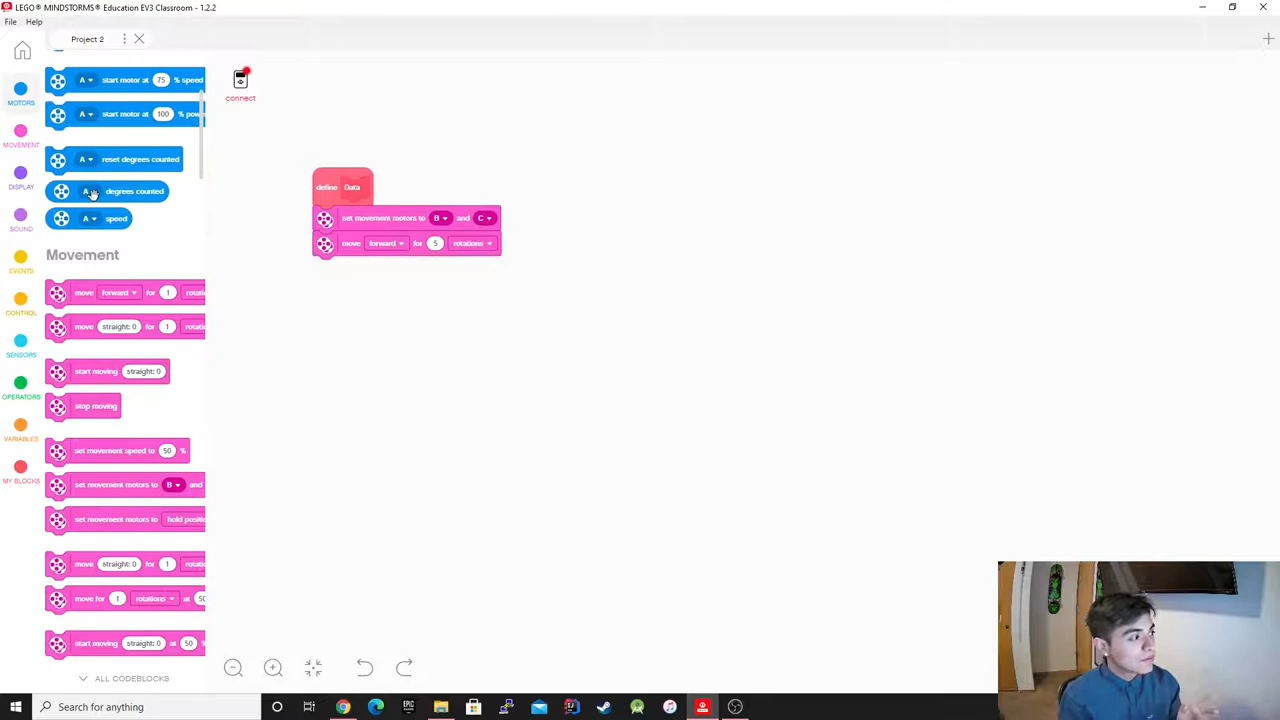 LEGO® MINDSTORMS® Education EV3 Classroom - 1.2.2
File Help
Project 2
connect
MOTORS
MOVEMENT
DISPLAY
SOUND
EVENTS
CONTROL
SENSORS
OPERATORS
VARIABLES
MY BLOCKS
A start motor at 75 % speed
A start motor at 100 %
A reset degrees counted
A degrees counted
A speed
Movement
move forward for 1
move straight: 0 for 1
start moving straight: 0
stop moving
set movement speed to 50 %
set movement motors to B and
set movement motors to hold
move straight: 0 for 1
move for 1 rotations at
start moving straight: 0 at 50
ALL CODEBLOCKS
define Data
set movement motors to B and C
move forward for 5 rotations
Search for anything
EPIC GAMES